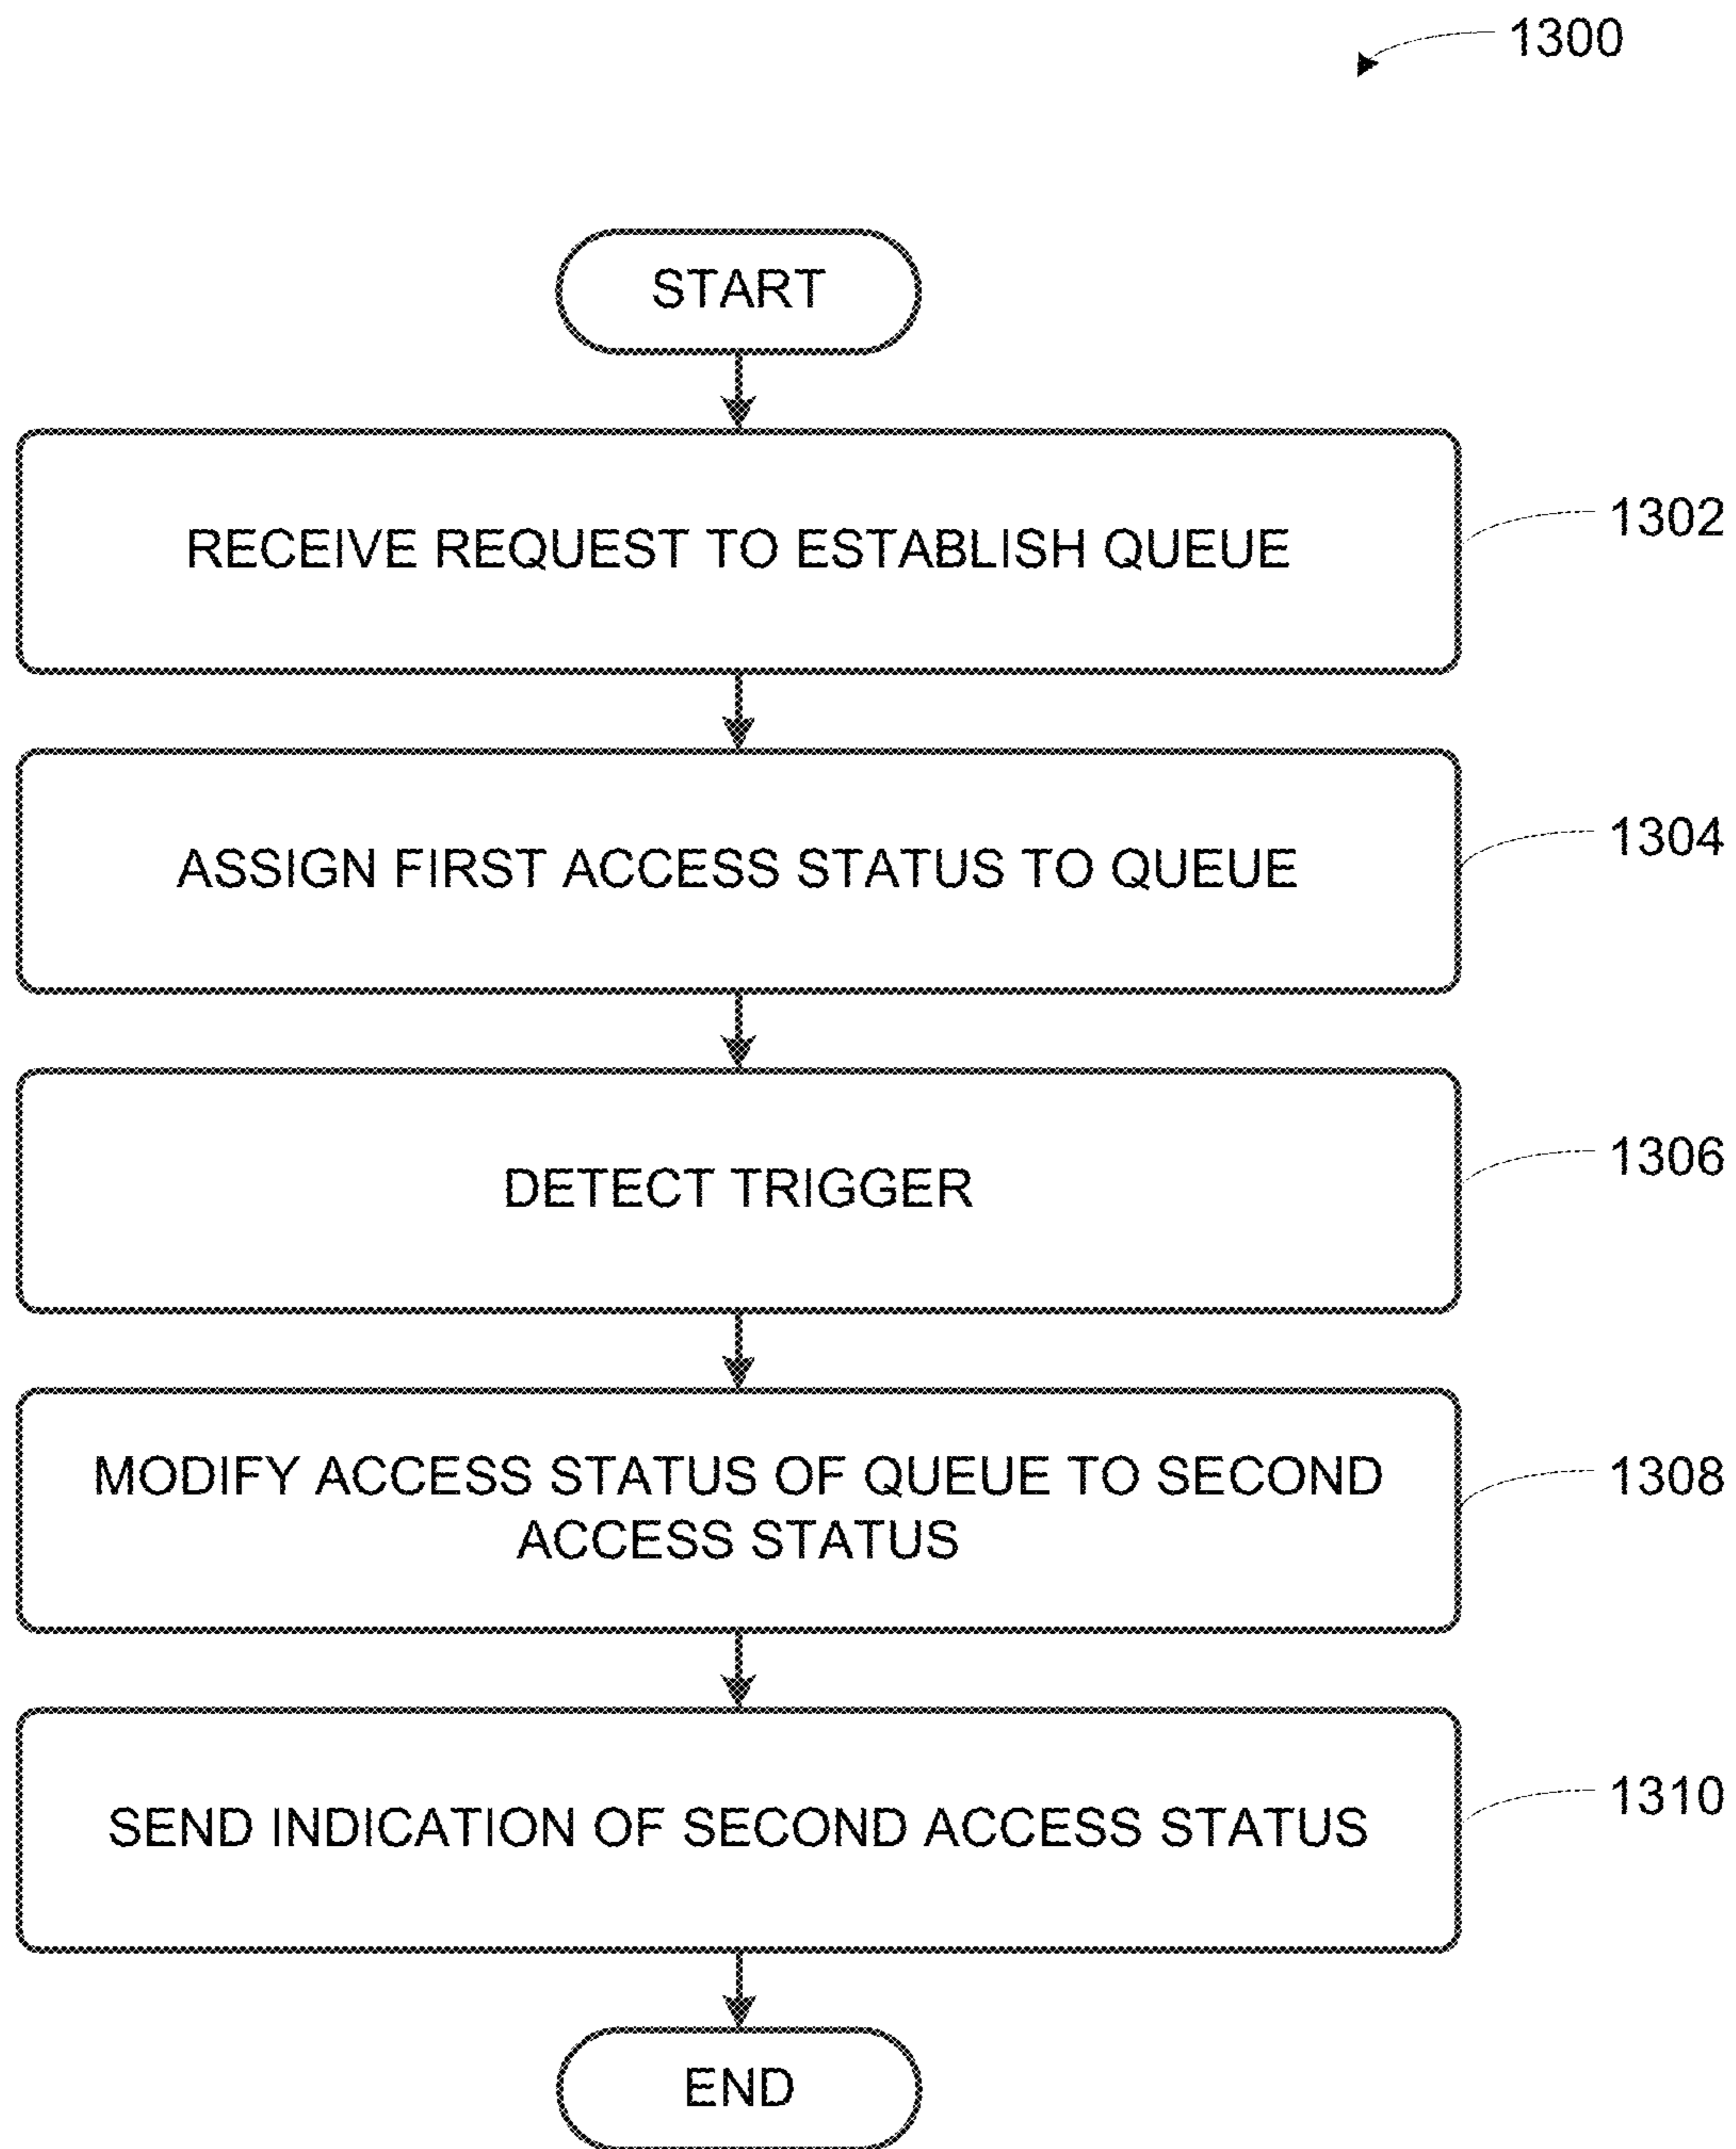 1300
START
RECEIVE REQUEST TO ESTABLISH QUEUE
1302
ASSIGN FIRST ACCESS STATUS TO QUEUE
1304
DETECT TRIGGER
1306
MODIFY ACCESS STATUS OF QUEUE TO SECOND
ACCESS STATUS
1308
SEND INDICATION OF SECOND ACCESS STATUS
1310
END